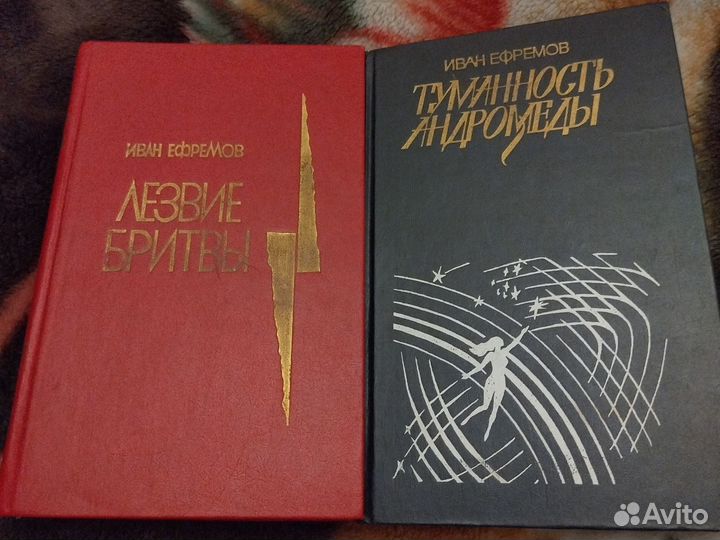 ИВАН ЕФРЕМОВ
ЛЕЗВИЕ
БРИТВЫ
ИВАН ЕФРЕМОВ
ТУМАННОСТЬ
АНДРОМЕДЫ
Avito